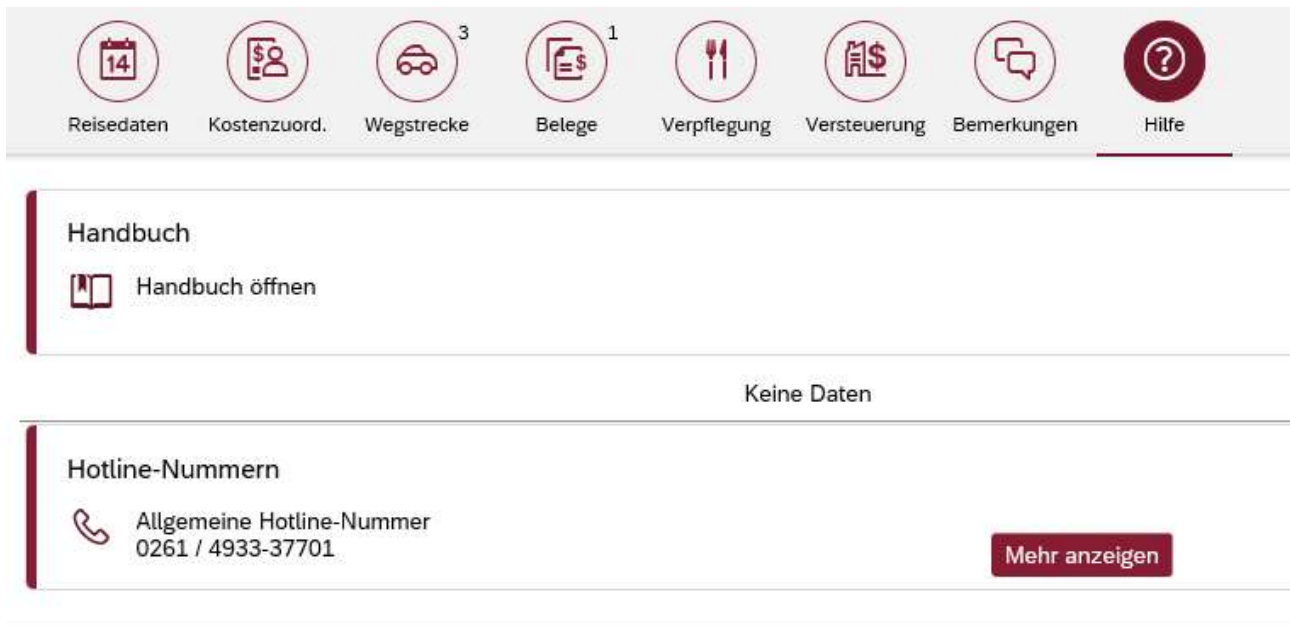 14
3
1
Reisedaten
Kostenzuord.
Wegstrecke
Belege
Verpflegung
Versteuerung
Bemerkungen
Hilfe
Handbuch
Handbuch öffnen
Keine Daten
Hotline-Nummern
Allgemeine Hotline-Nummer
0261 / 4933-37701
Mehr anzeigen